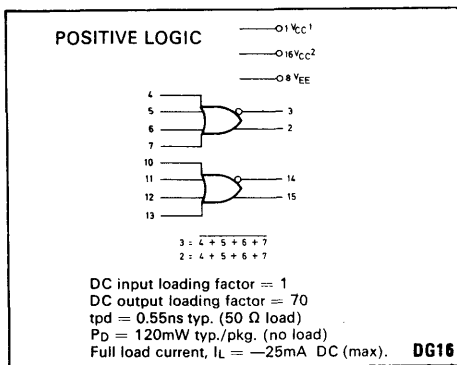 POSITIVE LOGIC
1 VCC1
16 VCC2
8 VEE
4
5
6
7
3
2
10
11
12
13
14
15
3 = 4 + 5 + 6 + 7
2 = 4 + 5 + 6 + 7
DC input loading factor = 1
DC output loading factor = 70
tpd = 0.55ns typ. (50 Ω load)
PD = 120mW typ./pkg. (no load)
Full load current, IL = —25mA DC (max). DG16